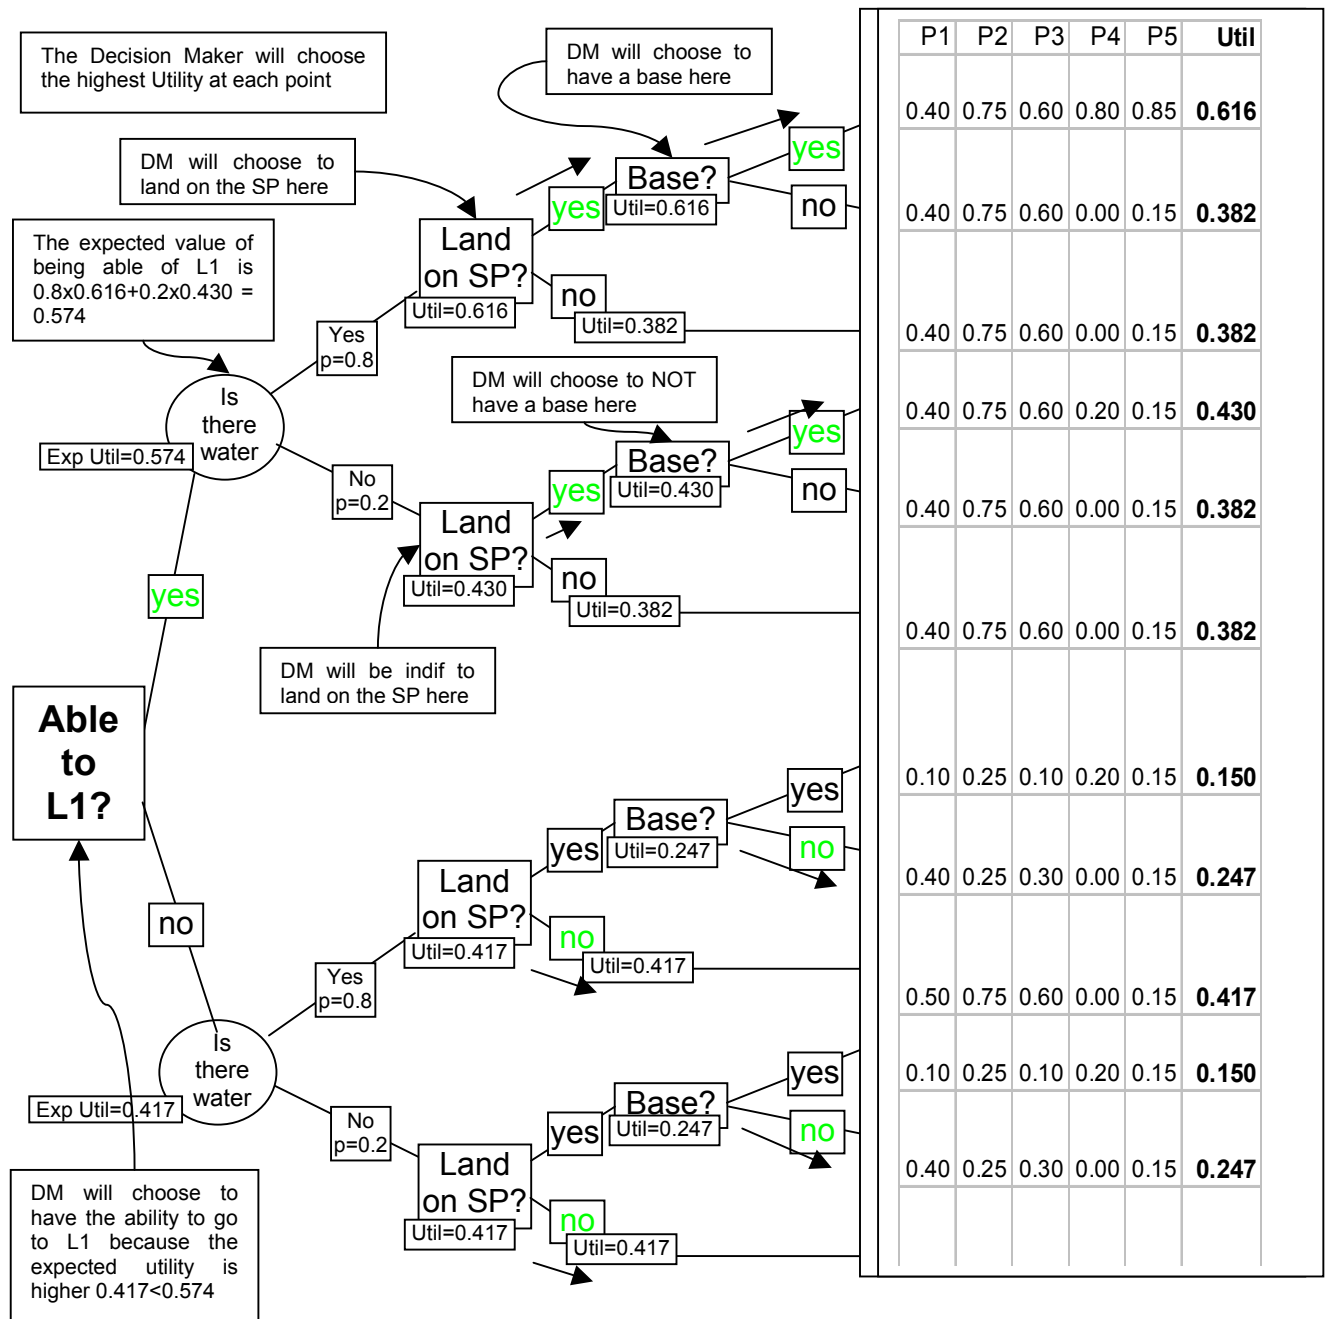 The Decision Maker will choose
the highest Utility at each point
DM will choose to
have a base here
DM will choose to
land on the SP here
The expected value of
being able of L1 is
0.8x0.616+0.2x0.430 =
0.574
Base?
Util=0.616
yes
no
yes
Land
on SP?
Util=0.616
no
Util=0.382
Yes
p=0.8
Is
there
water
Exp Util=0.574
DM will choose to NOT
have a base here
Base?
Util=0.430
yes
no
No
p=0.2
yes
Land
on SP?
Util=0.430
no
Util=0.382
yes
DM will be indif to
land on the SP here
Able
to
L1?
no
yes
Base?
Util=0.247
no
yes
Land
on SP?
Util=0.417
no
Util=0.417
Yes
p=0.8
Is
there
water
Exp Util=0.417
yes
Base?
Util=0.247
no
No
p=0.2
yes
Land
on SP?
Util=0.417
no
Util=0.417
DM will choose to
have the ability to go
to L1 because the
expected utility is
higher 0.417<0.574
P1 P2 P3 P4 P5 Util
0.40 0.75 0.60 0.80 0.85 0.616
0.40 0.75 0.60 0.00 0.15 0.382
0.40 0.75 0.60 0.00 0.15 0.382
0.40 0.75 0.60 0.20 0.15 0.430
0.40 0.75 0.60 0.00 0.15 0.382
0.40 0.75 0.60 0.00 0.15 0.382
0.10 0.25 0.10 0.20 0.15 0.150
0.40 0.25 0.30 0.00 0.15 0.247
0.50 0.75 0.60 0.00 0.15 0.417
0.10 0.25 0.10 0.20 0.15 0.150
0.40 0.25 0.30 0.00 0.15 0.247